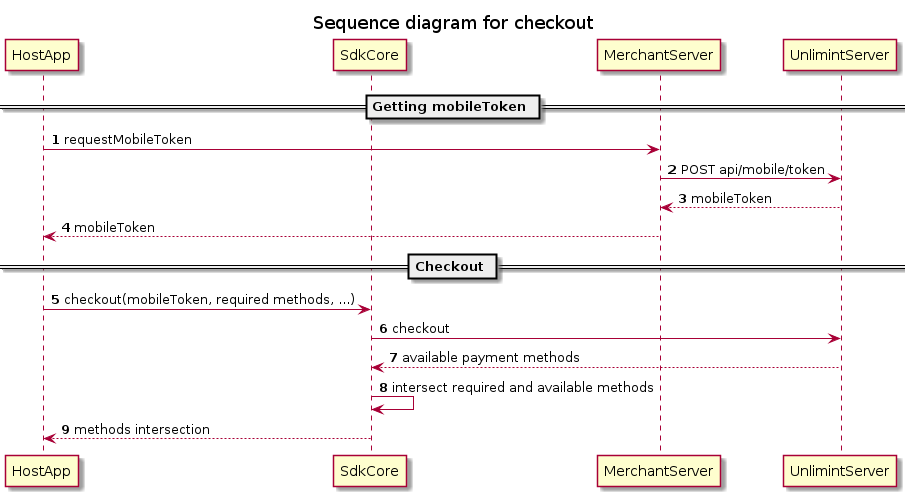 Sequence diagram for checkout
HostApp SdkCore MerchantServer UnlimintServer
Getting mobileToken
1 requestMobileToken
2 POST api/mobile/token
3 mobileToken
4 mobileToken
Checkout
5 checkout(mobileToken, required methods, ...)
6 checkout
7 available payment methods
8 intersect required and available methods
9 methods intersection
HostApp SdkCore MerchantServer UnlimintServer